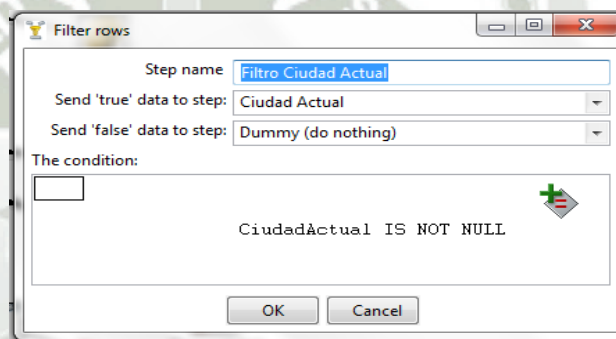 Filter rows
Step name Filtro Ciudad Actual
Send 'true' data to step: Ciudad Actual
Send 'false' data to step: Dummy (do nothing)
The condition:
CiudadActual IS NOT NULL
OK Cancel